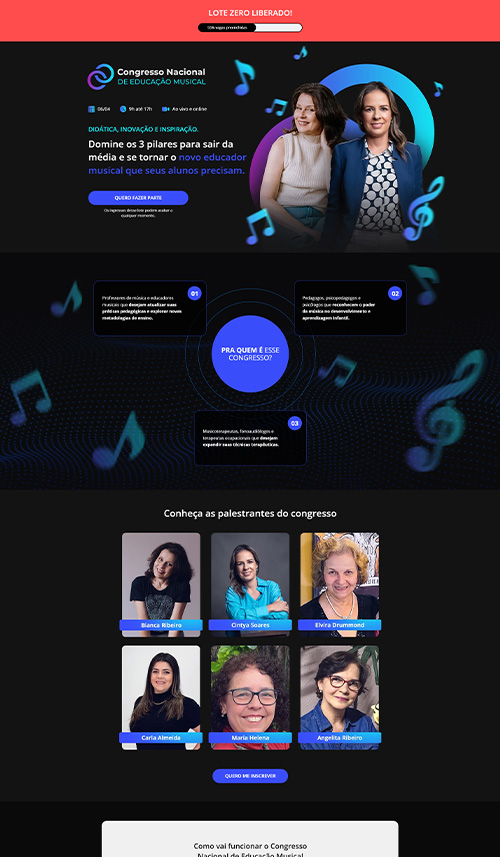 LOTE ZERO LIBERADO!
vagas preenchidas
Congresso Nacional
DE EDUCAÇÃO MUSICAL
06/04 9h até 17h Ao vivo e online
DIDÁTICA, INOVAÇÃO E INSPIRAÇÃO.
Domine os 3 pilares para sair da
média e se tornar o novo educador
musical que seus alunos precisam.
QUERO FAZER PARTE
Os ingressos desse lote podem acabar a
qualquer momento.
01
Professores de música e educadores
musicais que desejam atualizar suas
práticas pedagógicas e explorar novas
metodologias de ensino.
02
Pedagogos, psicopedagogos e
psicólogos que reconhecem o poder
da música no desenvolvimento e
aprendizagem infantil.
PRA QUEM É ESSE
CONGRESSO?
03
Musicoterapeutas, fonoaudiólogos e
terapeutas ocupacionais que desejam
expandir suas técnicas terapêuticas.
Conheça as palestrantes do congresso
Bianca Ribeiro
Cintya Soares
Elvira Drummond
Carla Almeida
Maria Helena
Angelita Ribeiro
QUERO ME INSCREVER
Como vai funcionar o Congresso
Nacional de Educação Musical